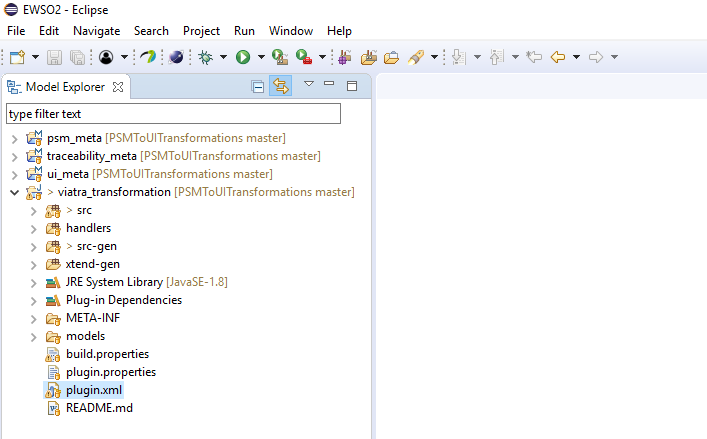 EWSO2 - Eclipse
File Edit Navigate Search Project Run Window Help
Model Explorer
type filter text
psm_meta [PSMToUITransformations master]
traceability_meta [PSMToUITransformations master]
ui_meta [PSMToUITransformations master]
> viatra_transformation [PSMToUITransformations master]
> src
handlers
> src-gen
xtend-gen
JRE System Library [JavaSE-1.8]
Plug-in Dependencies
META-INF
models
build.properties
plugin.properties
plugin.xml
README.md